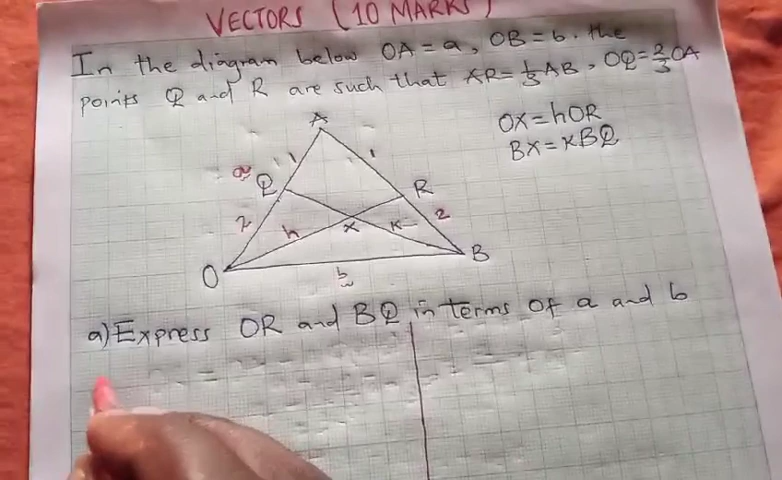 VECTORS (10 MARKS)
In the diagram below OA = a, OB = b. the
points Q and R are such that AR = 1/3 AB, OQ = 2/3 OA
OX = hOR
BX = KBQ
A
a 1 1
Q R
2 h x K 2
O B
b
a) Express OR and BQ in terms of a and b